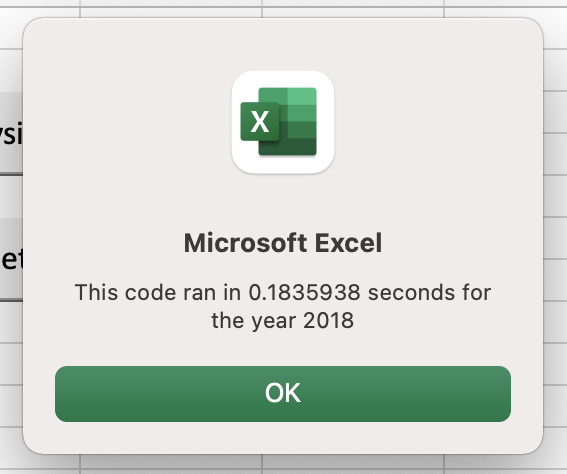 X
Microsoft Excel
This code ran in 0.1835938 seconds for
the year 2018
OK